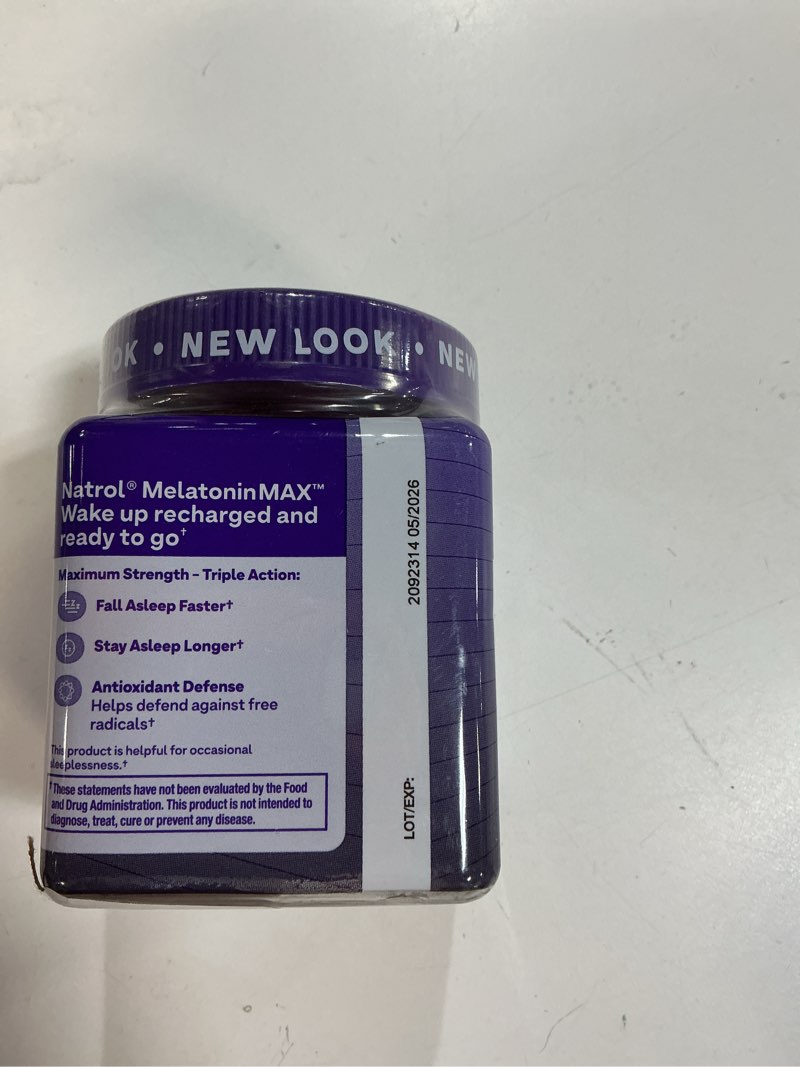 OK • NEW LOOK • NEW
Natrol® MelatoninMAX™
Wake up recharged and
ready to go†
Maximum Strength – Triple Action:
Fall Asleep Faster†
Stay Asleep Longer†
Antioxidant Defense
Helps defend against free
radicals†
This product is helpful for occasional
sleeplessness.†
† These statements have not been evaluated by the Food
and Drug Administration. This product is not intended to
diagnose, treat, cure or prevent any disease.
LOT/EXP: 2092314 05/2026